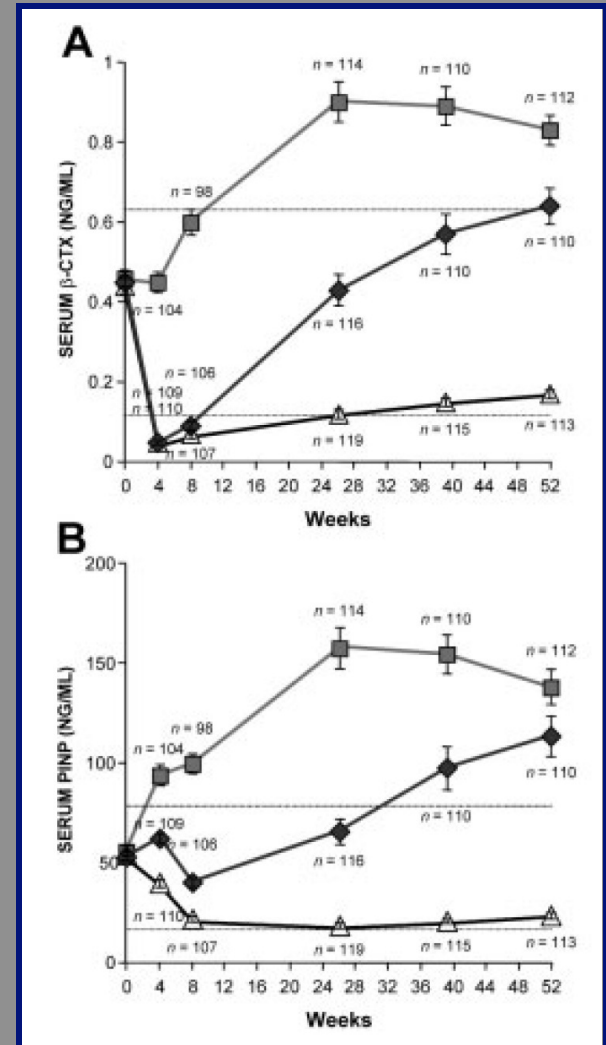 A
1
0.8
0.6
0.4
0.2
0
SERUM β-CTX (NG/ML)
n = 114
n = 110
n = 112
n = 98
n = 104
n = 106
n = 109
n = 110
n = 107
n = 116
n = 110
n = 110
n = 119
n = 115
n = 113
0 4 8 12 16 20 24 28 32 36 40 44 48 52
Weeks
B
200
150
100
50
0
SERUM PINP (NG/ML)
n = 114
n = 110
n = 112
n = 98
n = 104
n = 109
n = 106
n = 110
n = 107
n = 116
n = 110
n = 110
n = 119
n = 115
n = 113
0 4 8 12 16 20 24 28 32 36 40 44 48 52
Weeks